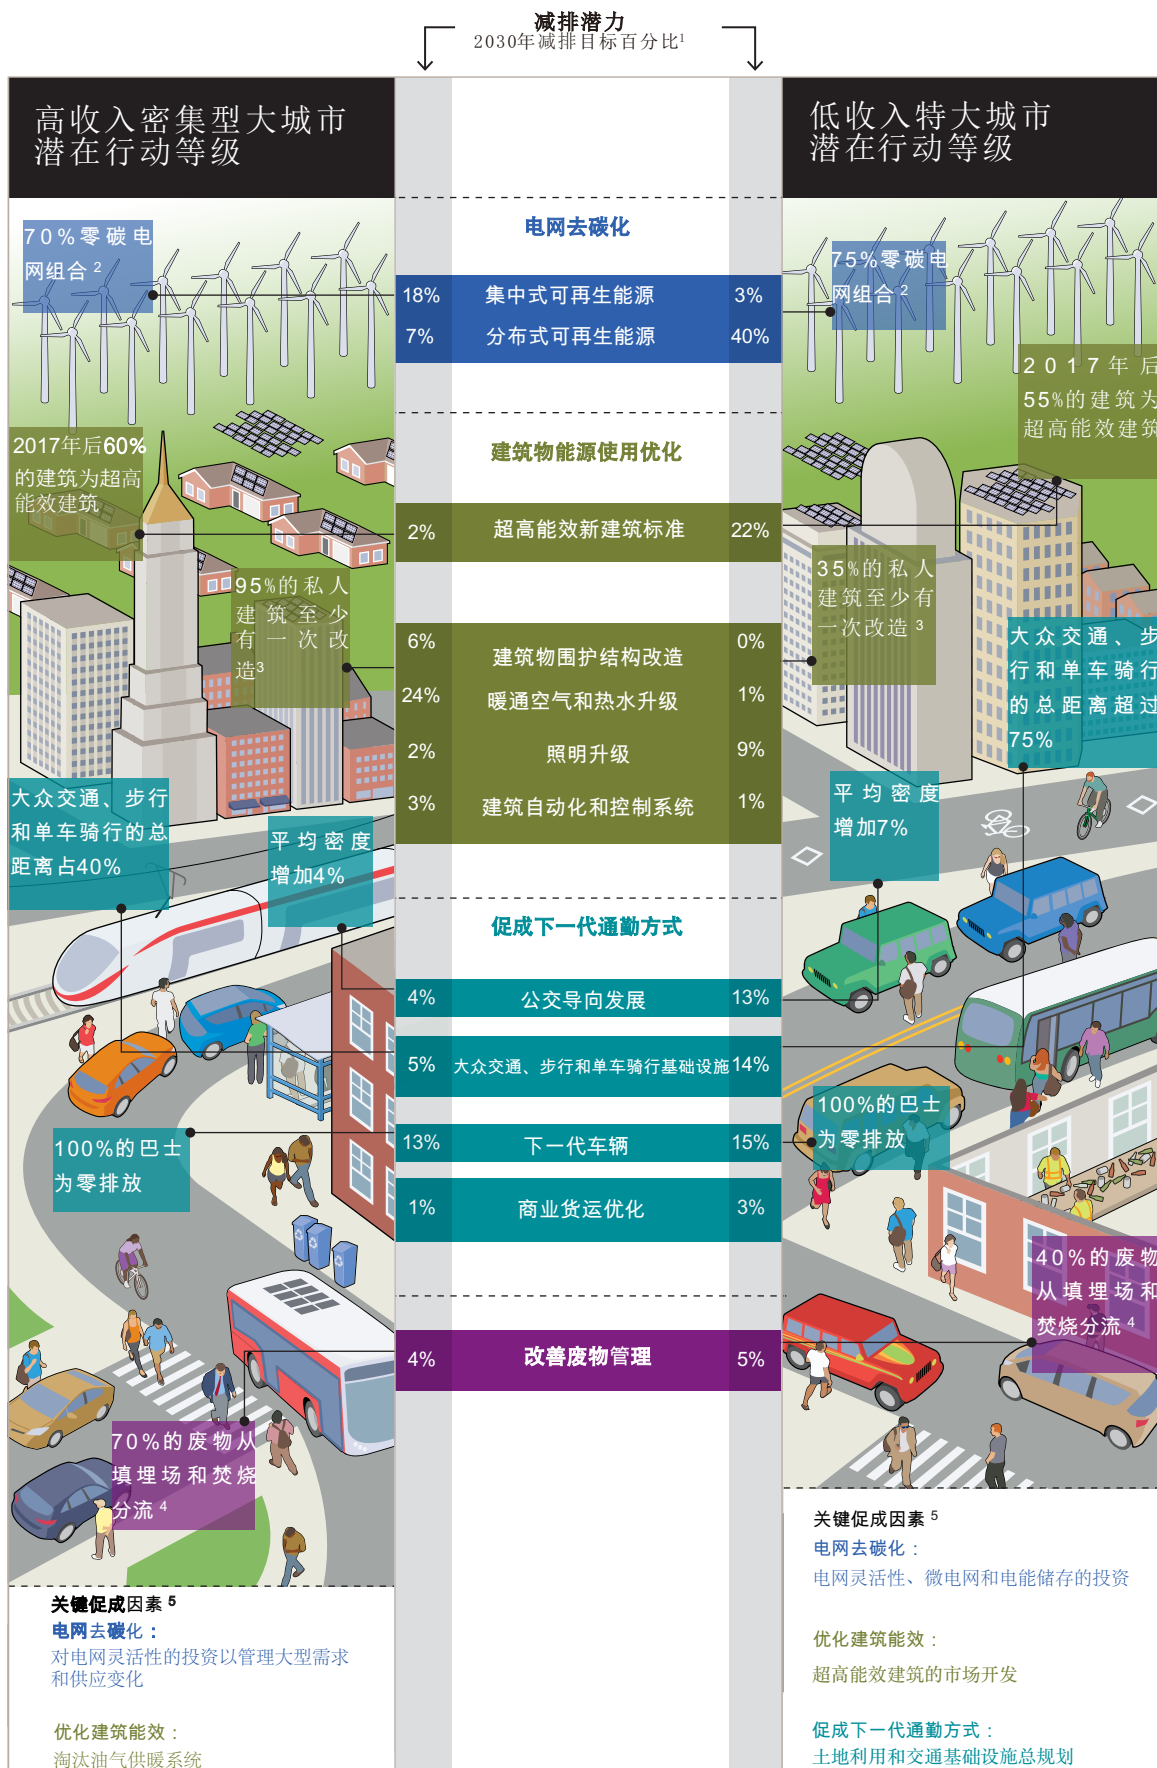 减排潜力
2030年减排目标百分比¹
高收入密集型大城市
潜在行动等级
低收入特大城市
潜在行动等级
电网去碳化
70%零碳电
网组合 ²
75%零碳电
网组合 ²
18% 集中式可再生能源 3%
7% 分布式可再生能源 40%
2017年后
55%的建筑为
超高能效建筑
2017年后60%
的建筑为超高
能效建筑
建筑物能源使用优化
2% 超高能效新建筑标准 22%
95%的私人
建筑至少
有一次改
造³
35%的私人
建筑至少有
一次改造 ³
6% 建筑物围护结构改造 0%
24% 暖通空气和热水升级 1%
2% 照明升级 9%
3% 建筑自动化和控制系统 1%
大众交通、步
行和单车骑行
的总距离超过
75%
大众交通、步行
和单车骑行的总
距离占40%
平均密度
增加4%
平均密度
增加7%
促成下一代通勤方式
4% 公交导向发展 13%
5% 大众交通、步行和单车骑行基础设施 14%
13% 下一代车辆 15%
1% 商业货运优化 3%
100%的巴士
为零排放
100%的巴士
为零排放
40%的废物
从填埋场和
焚烧分流 ⁴
4% 改善废物管理 5%
70%的废物从
填埋场和焚烧
分流 ⁴
关键促成因素 ⁵
电网去碳化：
对电网灵活性的投资以管理大型需求
和供应变化
优化建筑能效：
淘汰油气供暖系统
关键促成因素 ⁵
电网去碳化：
电网灵活性、微电网和电能储存的投资
优化建筑能效：
超高能效建筑的市场开发
促成下一代通勤方式：
土地利用和交通基础设施总规划